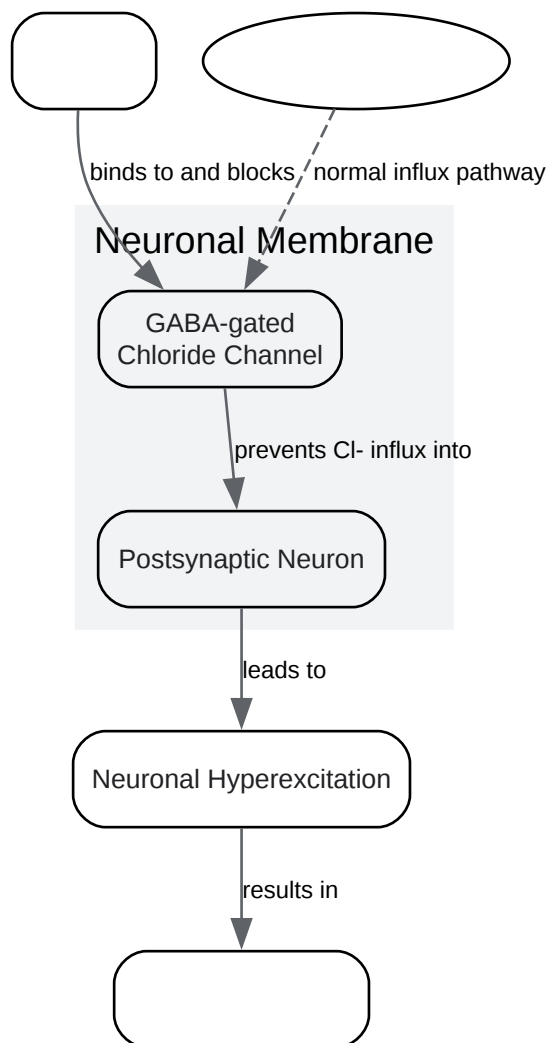 binds to and blocks
normal influx pathway
Neuronal Membrane
GABA-gated
Chloride Channel
prevents Cl- influx into
Postsynaptic Neuron
leads to
Neuronal Hyperexcitation
results in